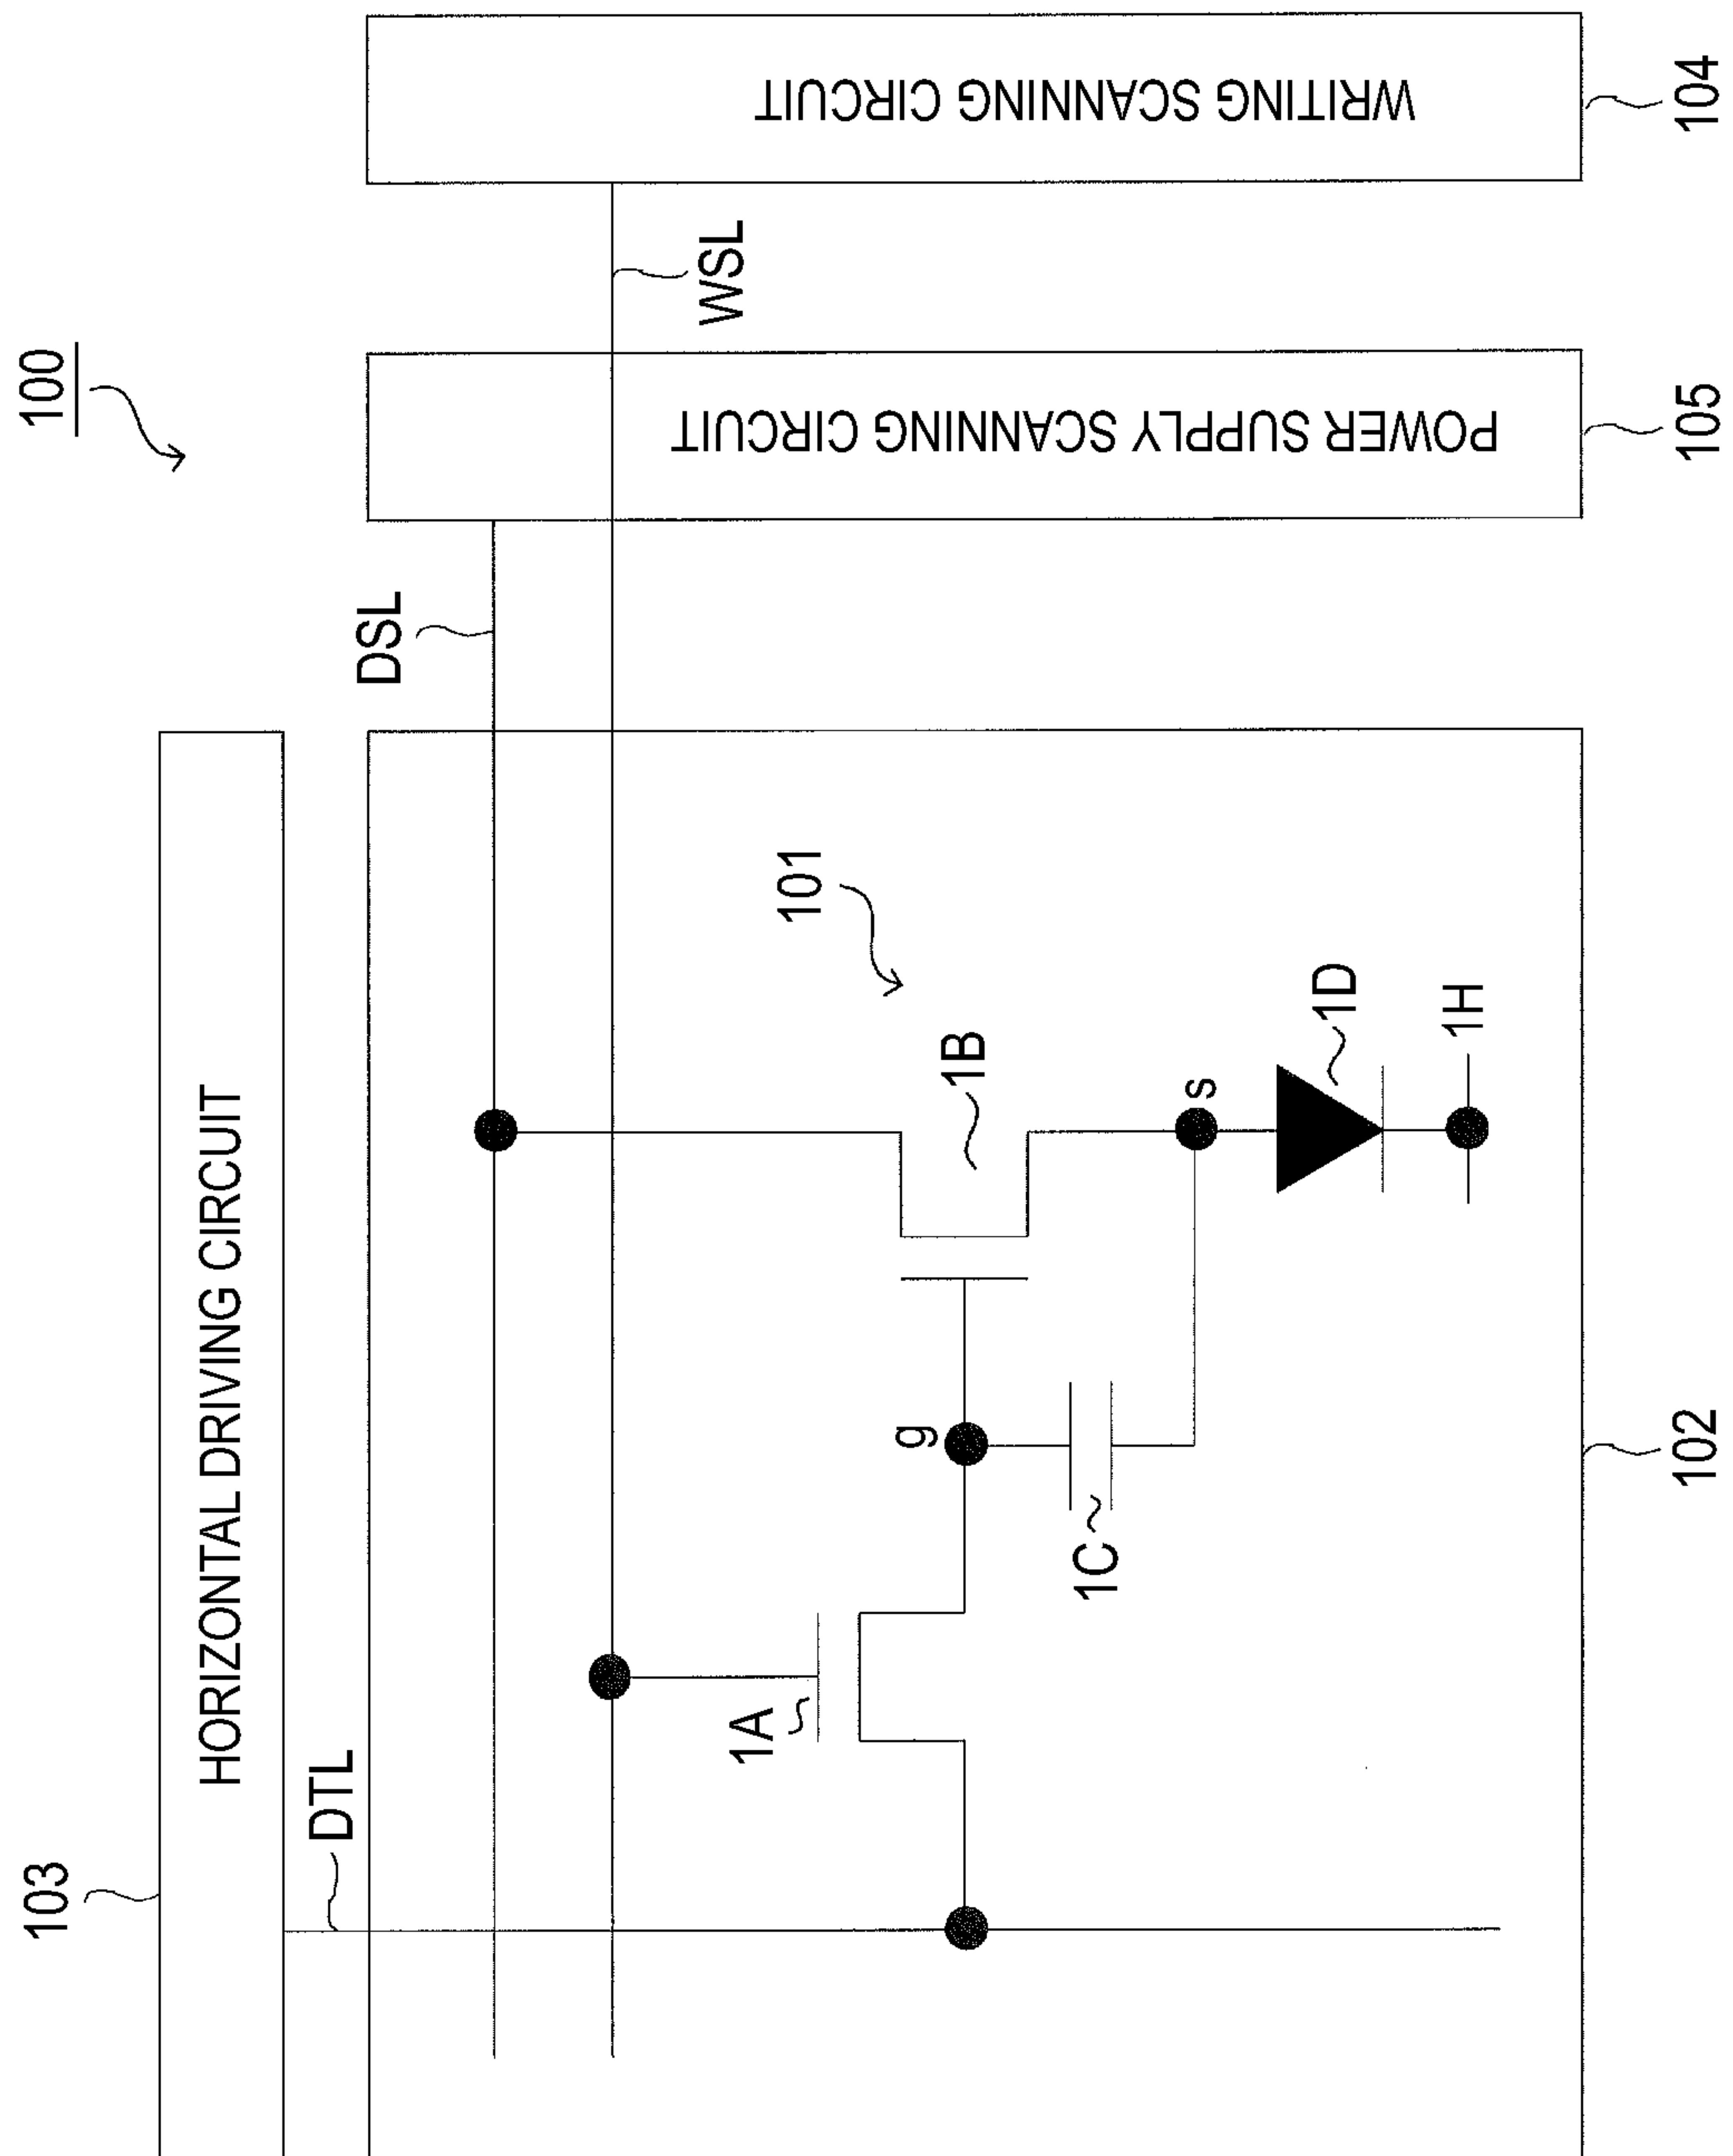 100
103
HORIZONTAL DRIVING CIRCUIT
DTL
DSL
WSL
POWER SUPPLY SCANNING CIRCUIT
WRITING SCANNING CIRCUIT
101
1A
g
1B
1C
s
1D
1H
102
105
104